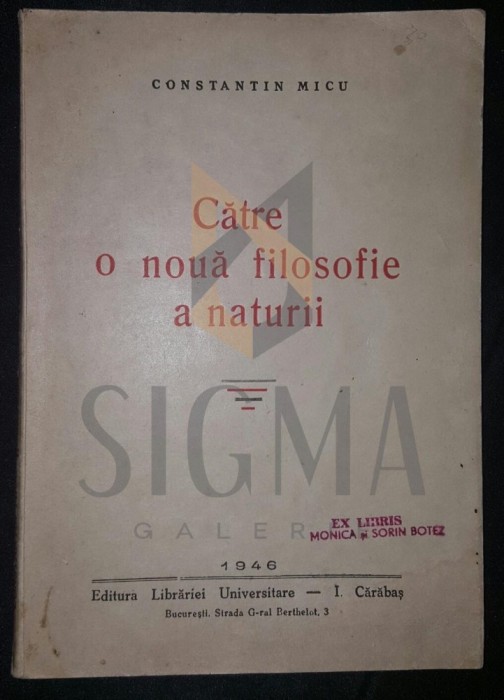 CONSTANTIN MICU
Către
o nouă filosofie
a naturii
SIGMA
GALER
EX LIBRIS
MONICA și SORIN BOTEZ
1946
Editura Librăriei Universitare — I. Cărăbaș
București. Strada G-ral Berthelot, 3